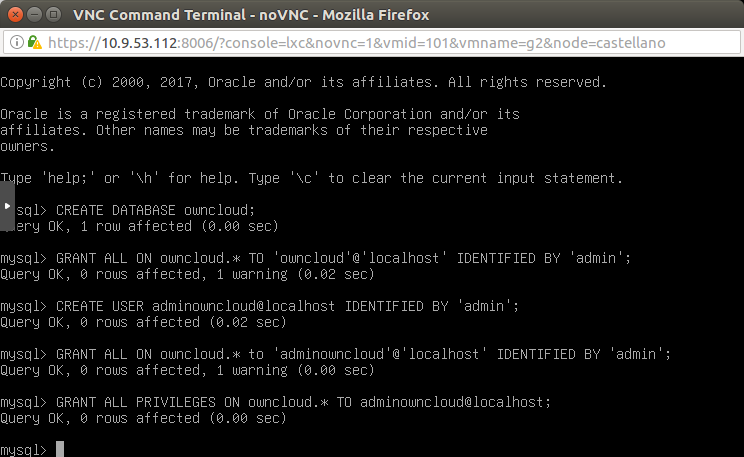 VNC Command Terminal - noVNC - Mozilla Firefox
https://10.9.53.112:8006/?console=lxc&novnc=1&vmid=101&vmname=g2&node=castellano
Copyright (c) 2000, 2017, Oracle and/or its affiliates. All rights reserved.
Oracle is a registered trademark of Oracle Corporation and/or its
affiliates. Other names may be trademarks of their respective
owners.
Type 'help;' or '\h' for help. Type '\c' to clear the current input statement.
mysql> CREATE DATABASE owncloud;
Query OK, 1 row affected (0.00 sec)
mysql> GRANT ALL ON owncloud.* TO 'owncloud'@'localhost' IDENTIFIED BY 'admin';
Query OK, 0 rows affected, 1 warning (0.02 sec)
mysql> CREATE USER adminowncloud@localhost IDENTIFIED BY 'admin';
Query OK, 0 rows affected (0.02 sec)
mysql> GRANT ALL ON owncloud.* to 'adminowncloud'@'localhost' IDENTIFIED BY 'admin';
Query OK, 0 rows affected, 1 warning (0.00 sec)
mysql> GRANT ALL PRIVILEGES ON owncloud.* TO adminowncloud@localhost;
Query OK, 0 rows affected (0.00 sec)
mysql>